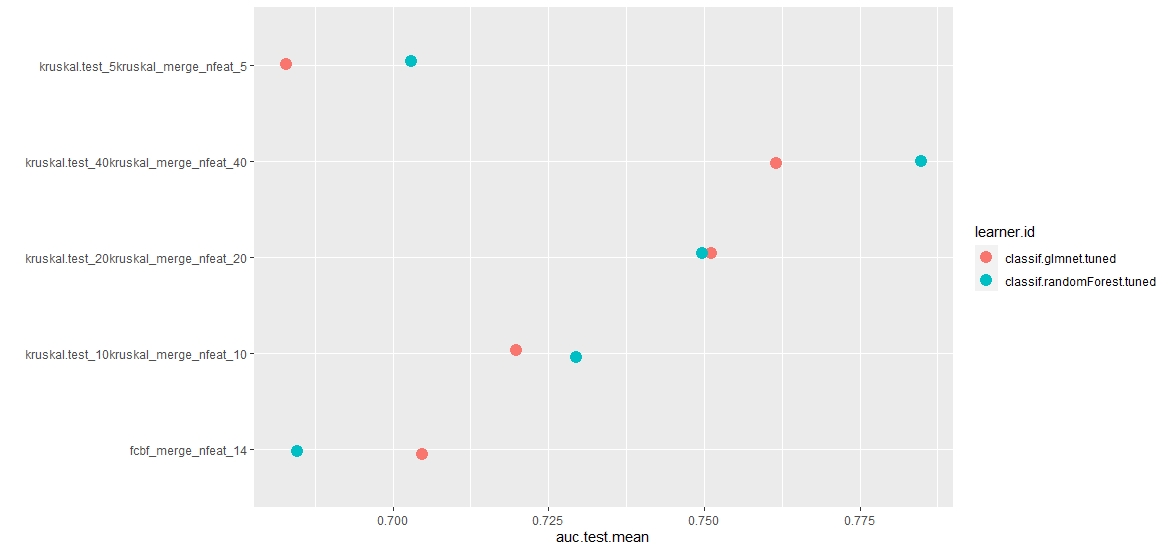 kruskal.test_5kruskal_merge_nfeat_5
kruskal.test_40kruskal_merge_nfeat_40
kruskal.test_20kruskal_merge_nfeat_20
kruskal.test_10kruskal_merge_nfeat_10
fcbf_merge_nfeat_14
0.700 0.725 0.750 0.775
auc.test.mean
learner.id
classif.glmnet.tuned
classif.randomForest.tuned